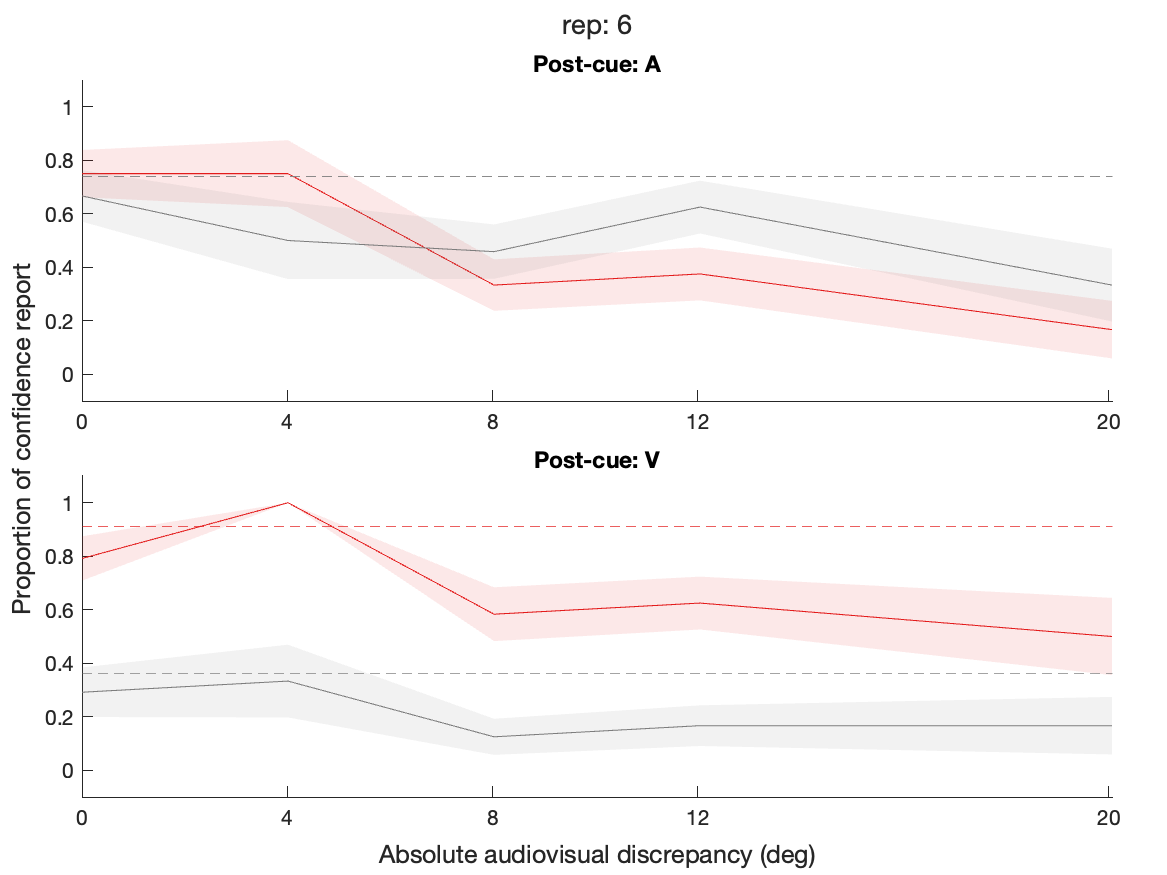 rep: 6
Post-cue: A
1
0.8
0.6
0.4
0.2
0
0 4 8 12 20
Proportion of confidence report
Post-cue: V
1
0.8
0.6
0.4
0.2
0
0 4 8 12 20
Absolute audiovisual discrepancy (deg)